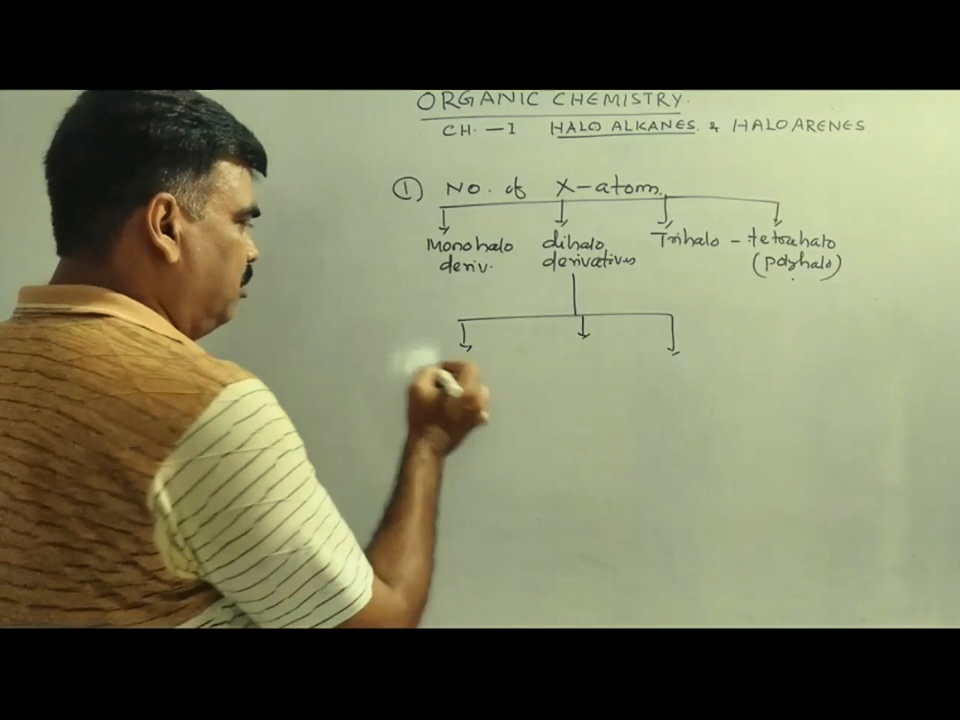 ORGANIC CHEMISTRY.
CH. - I HALO ALKANES & HALOARENES
① No. of X-atom.
Monohalo dihalo Trihalo - tetrahalo
deriv. derivatives (polyhalo)